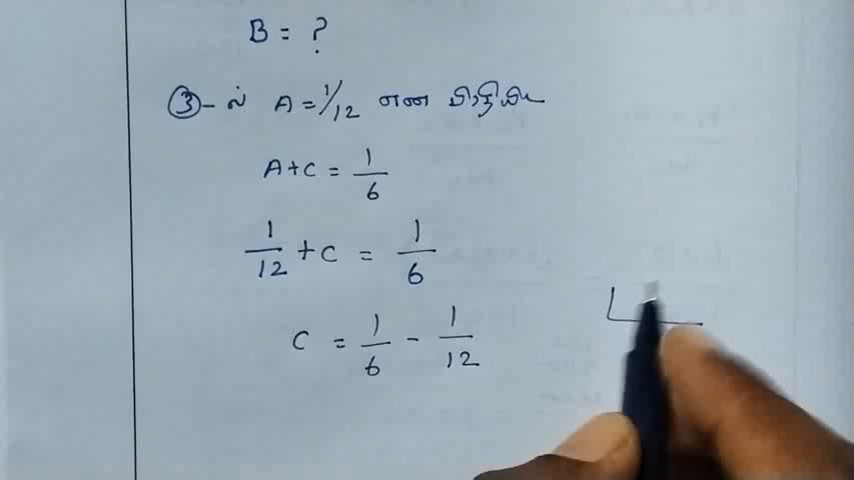 B = ?
③-ல் A = 1/12 என பிரதியிட
A+C = 1/6
1/12 + C = 1/6
C = 1/6 - 1/12